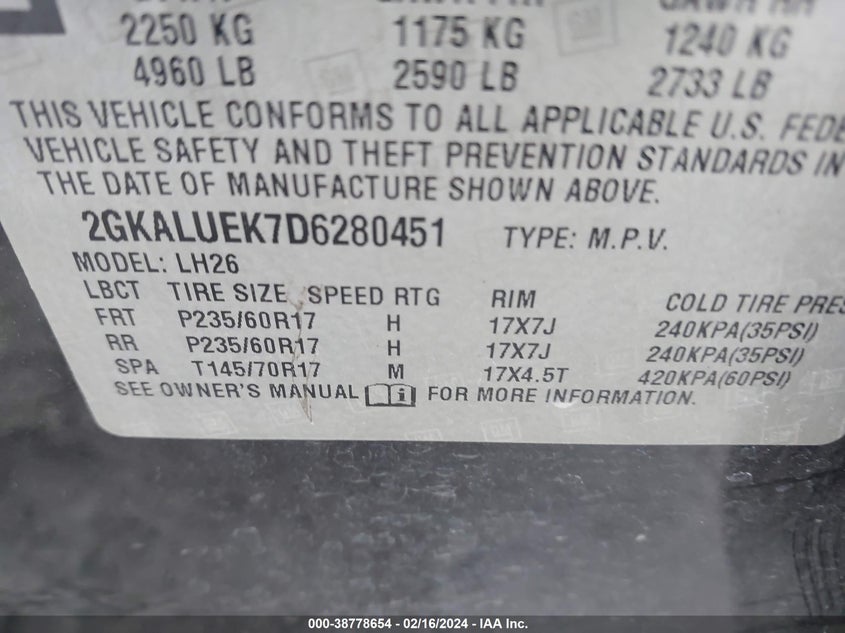 2250 KG 1175 KG 1240 KG
4960 LB 2590 LB 2733 LB
THIS VEHICLE CONFORMS TO ALL APPLICABLE U.S. FEDE
VEHICLE SAFETY AND THEFT PREVENTION STANDARDS IN
THE DATE OF MANUFACTURE SHOWN ABOVE.
2GKALUEK7D6280451 TYPE: M.P.V.
MODEL: LH26
LBCT TIRE SIZE SPEED RTG RIM COLD TIRE PRES
FRT P235/60R17 H 17X7J 240KPA(35PSI)
RR P235/60R17 H 17X7J 240KPA(35PSI)
SPA T145/70R17 M 17X4.5T 420KPA(60PSI)
SEE OWNER'S MANUAL i FOR MORE INFORMATION.
000-38778654 - 02/16/2024 - IAA Inc.